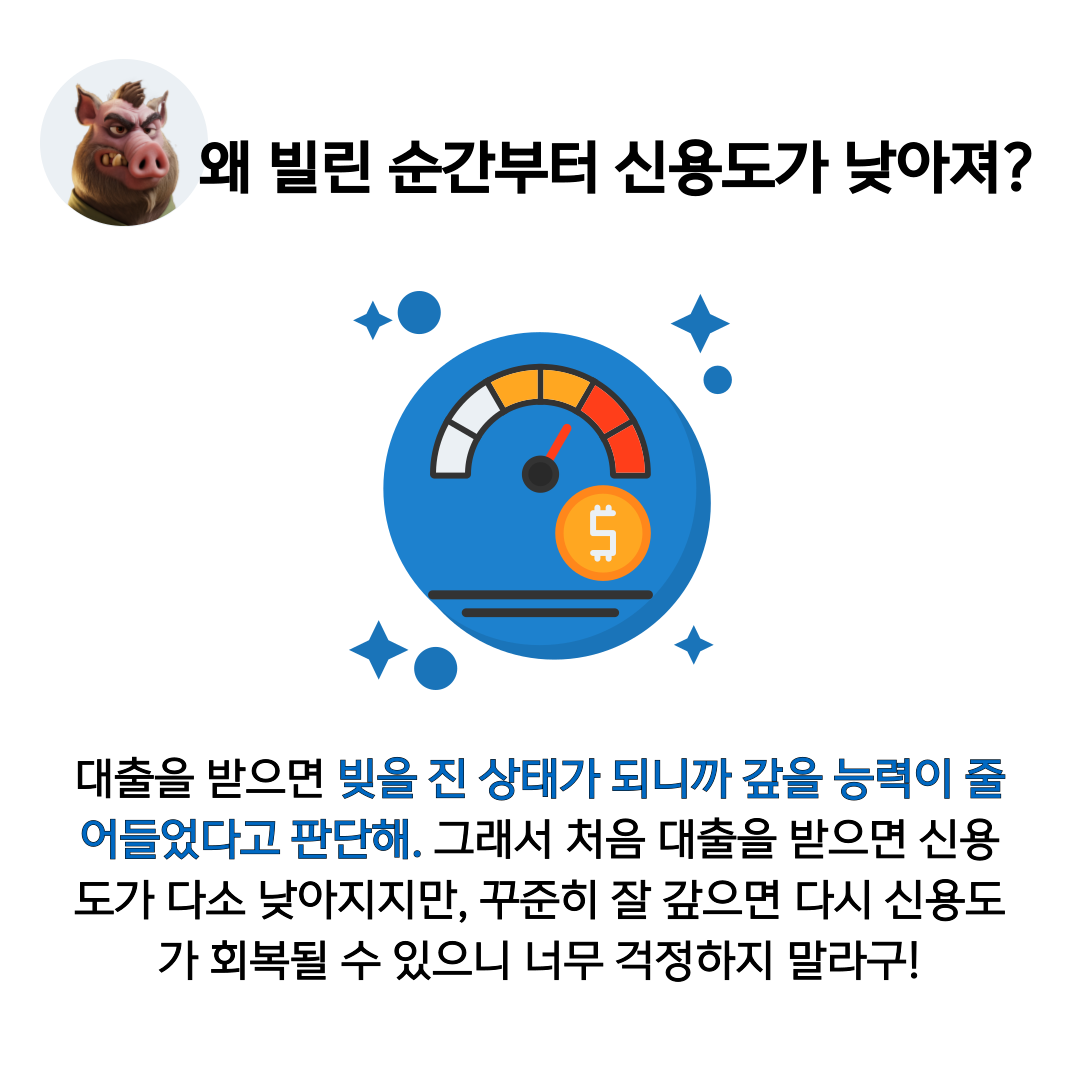 왜 빌린 순간부터 신용도가 낮아져?
대출을 받으면 빚을 진 상태가 되니까 갚을 능력이 줄
어들었다고 판단해. 그래서 처음 대출을 받으면 신용
도가 다소 낮아지지만, 꾸준히 잘 갚으면 다시 신용도
가 회복될 수 있으니 너무 걱정하지 말라구!